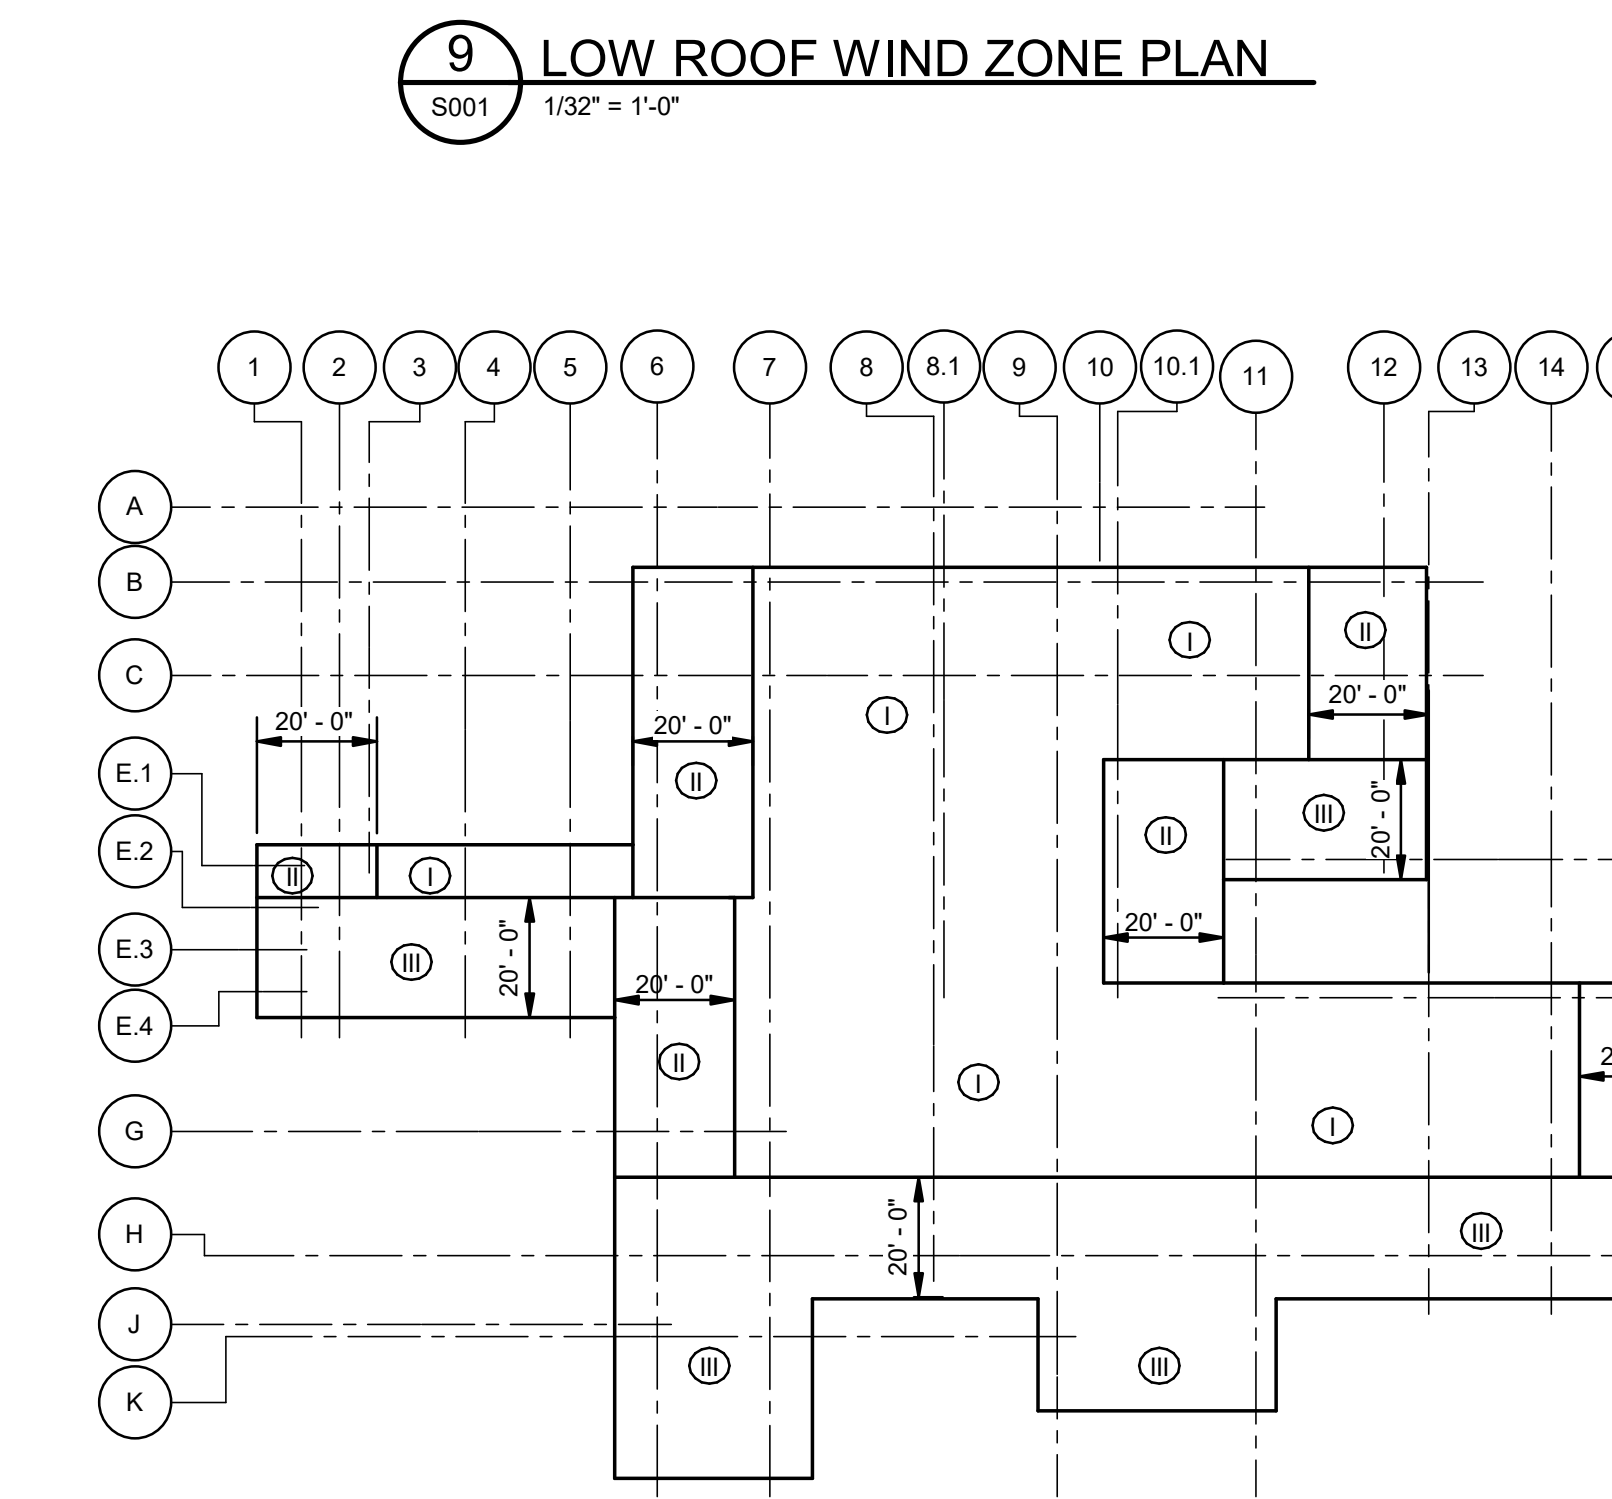 9 LOW ROOF WIND ZONE PLAN
S001 1/32" = 1'-0"
1 2 3 4 5 6 7 8 8.1 9 10 10.1 11 12 13 14
A
B
II
I
C
20' - 0"
I
20' - 0"
20' - 0"
E.1
II
20' - 0"
III
II
E.2
II
I
20' - 0"
E.3
III
20' - 0"
20' - 0"
E.4
II
I
G
I
H
20' - 0"
III
J
III
III
K